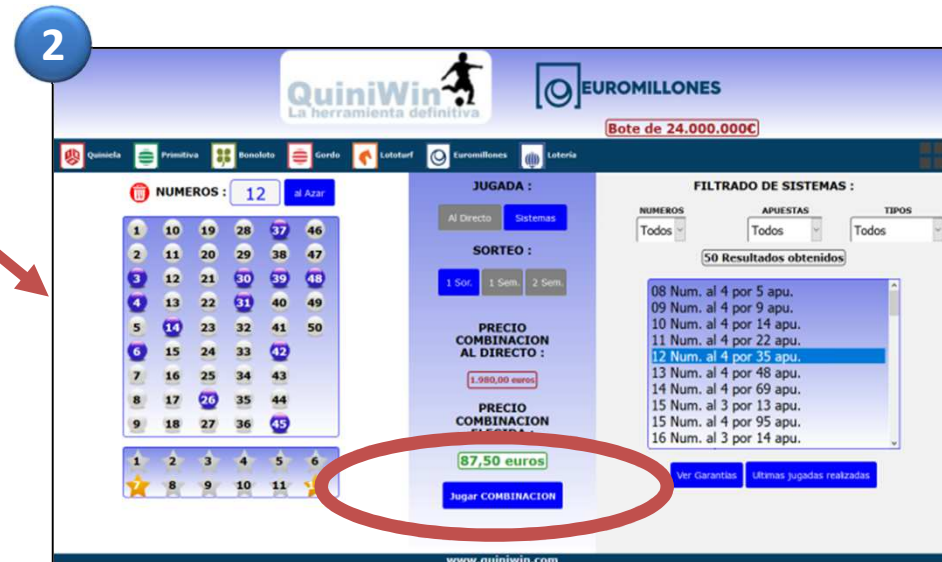 2
QuiniWin
La herramienta definitiva
EUROMILLONES
Bote de 24.000.000€
Quiniela Primitiva Bonoloto Gordo Lototurf Euromillones Loteria
NUMEROS : 12 al Azar
1 10 19 28 37 46
2 11 20 29 38 47
3 12 21 30 39 48
4 13 22 31 40 49
5 14 23 32 41 50
6 15 24 33 42
7 16 25 34 43
8 17 26 35 44
9 18 27 36 45
1 2 3 4 5 6
7 8 9 10 11
JUGADA :
Al Directo Sistemas
SORTEO :
1 Sor. 1 Sem. 2 Sem.
PRECIO
COMBINACION
AL DIRECTO :
1.980,00 euros
PRECIO
COMBINACION
ELEGIDA :
87,50 euros
Jugar COMBINACION
FILTRADO DE SISTEMAS :
NUMEROS APUESTAS TIPOS
Todos Todos Todos
50 Resultados obtenidos
08 Num. al 4 por 5 apu.
09 Num. al 4 por 9 apu.
10 Num. al 4 por 14 apu.
11 Num. al 4 por 22 apu.
12 Num. al 4 por 35 apu.
13 Num. al 4 por 48 apu.
14 Num. al 4 por 69 apu.
15 Num. al 3 por 13 apu.
15 Num. al 4 por 95 apu.
16 Num. al 3 por 14 apu.
Ver Garantías Ultimas jugadas realizadas
www.quiniwin.com